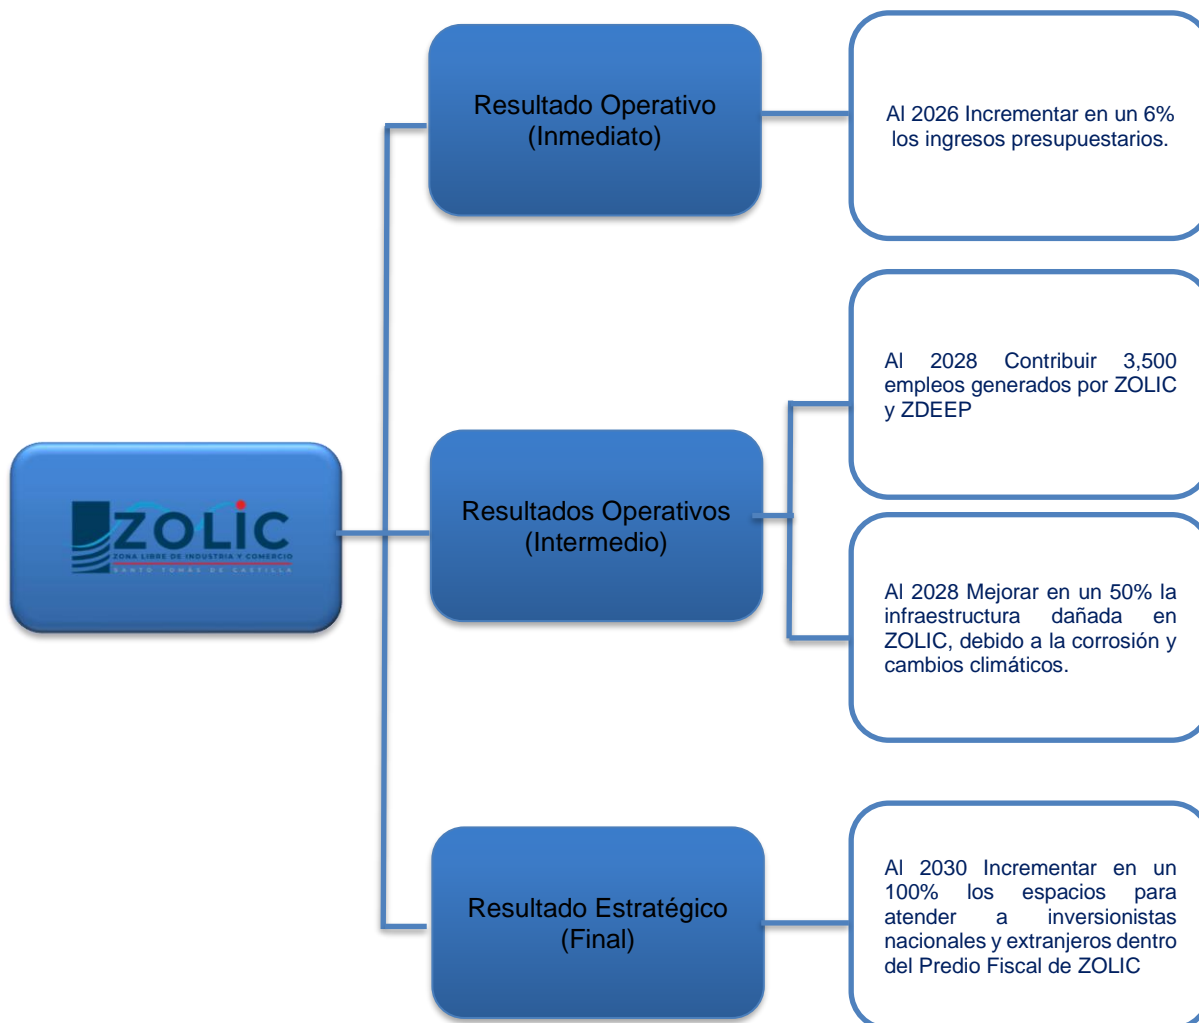 Resultado Operativo
(Inmediato)
Al 2026 Incrementar en un 6%
los ingresos presupuestarios.
ZOLIC
ZONA LIBRE DE INDUSTRIA Y COMERCIO
SANTO TOMÁS DE CASTILLA
Resultados Operativos
(Intermedio)
Al 2028 Contribuir 3,500
empleos generados por ZOLIC
y ZDEEP
Al 2028 Mejorar en un 50% la
infraestructura dañada en
ZOLIC, debido a la corrosión y
cambios climáticos.
Resultado Estratégico
(Final)
Al 2030 Incrementar en un
100% los espacios para
atender a inversionistas
nacionales y extranjeros dentro
del Predio Fiscal de ZOLIC